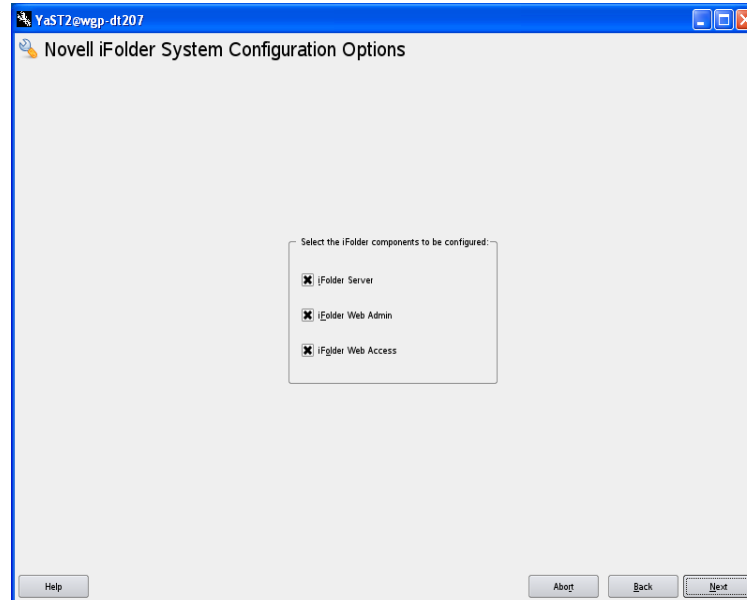 YaST2@wgp-dt207
Novell iFolder System Configuration Options
Select the iFolder components to be configured:
iFolder Server
iFolder Web Admin
iFolder Web Access
Help
Abort
Back
Next